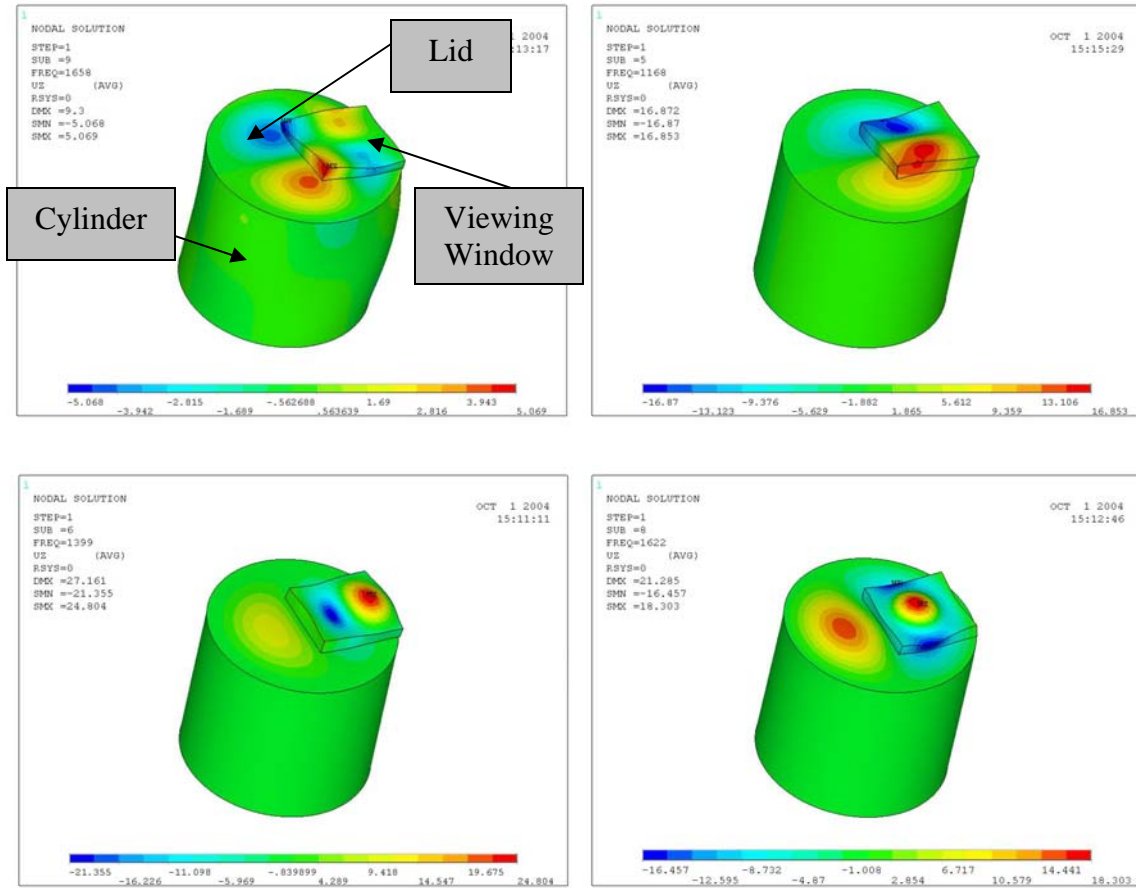 1
NODAL SOLUTION
STEP=1
SUB =9
FREQ=1658
UZ (AVG)
RSYS=0
DMX =9.3
SMN =-5.068
SMX =5.069
1 2004
:13:17
Lid
Cylinder
Viewing
Window
-5.068 -2.815 -.562688 1.69 3.943
-3.942 -1.689 .563639 2.816 5.069
1
NODAL SOLUTION
STEP=1
SUB =5
FREQ=1168
UZ (AVG)
RSYS=0
DMX =16.872
SMN =-16.87
SMX =16.853
OCT 1 2004
15:15:29
-16.87 -9.376 -1.882 5.612 13.106
-13.123 -5.629 1.865 9.359 16.853
1
NODAL SOLUTION
STEP=1
SUB =6
FREQ=1399
UZ (AVG)
RSYS=0
DMX =27.161
SMN =-21.355
SMX =24.804
OCT 1 2004
15:11:11
-21.355 -11.098 -.839899 9.418 19.675
-16.226 -5.969 4.289 14.547 24.804
1
NODAL SOLUTION
STEP=1
SUB =8
FREQ=1622
UZ (AVG)
RSYS=0
DMX =21.285
SMN =-16.457
SMX =18.303
OCT 1 2004
15:12:46
-16.457 -8.732 -1.008 6.717 14.441
-12.595 -4.87 2.854 10.579 18.303